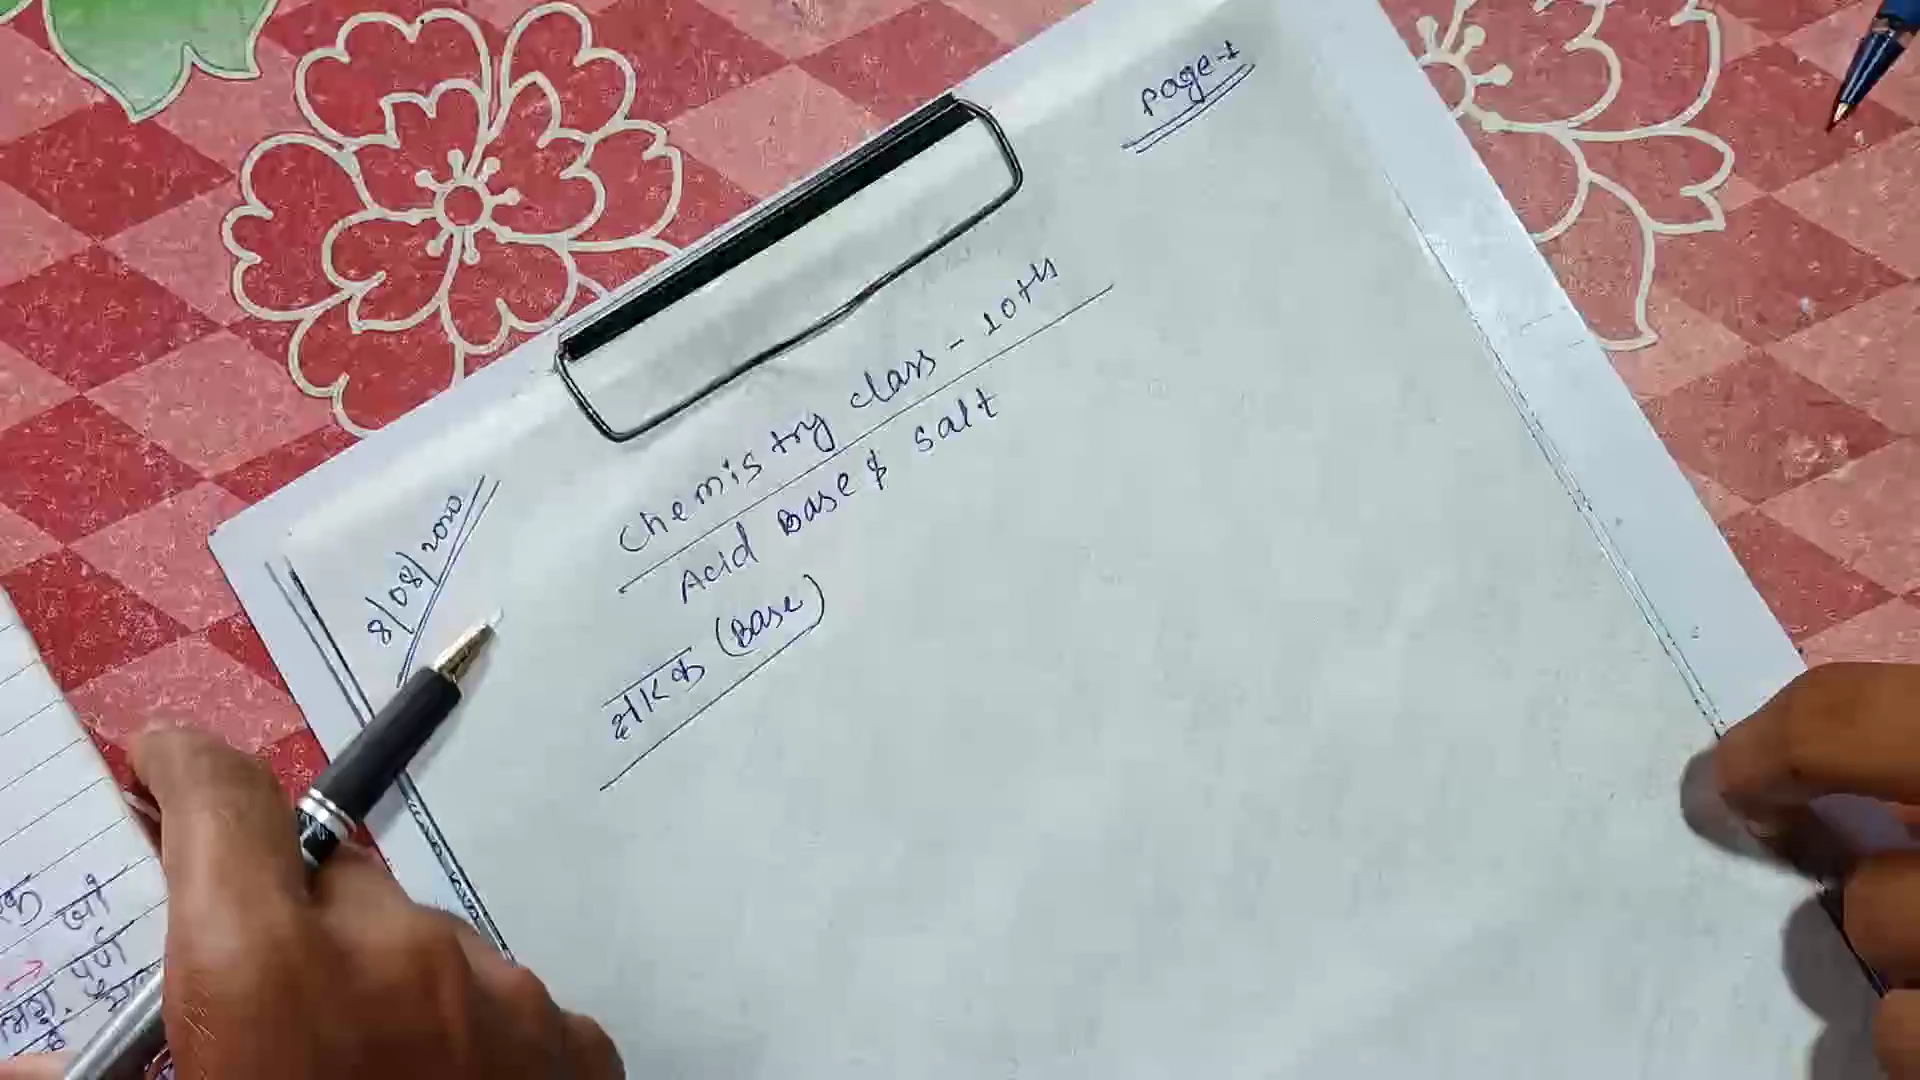 Page-1
Chemistry class - 10th
8/08/2020
Acid Base & salt
क्षारक (Base)